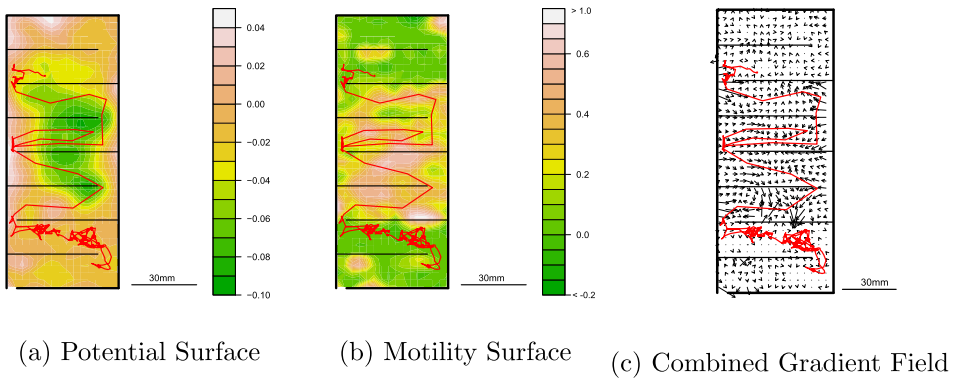 0.04
0.02
0.00
−0.02
−0.04
−0.06
−0.08
−0.10
30mm
> 1.0
0.6
0.4
0.2
0.0
< -0.2
30mm
30mm
(a) Potential Surface
(b) Motility Surface
(c) Combined Gradient Field